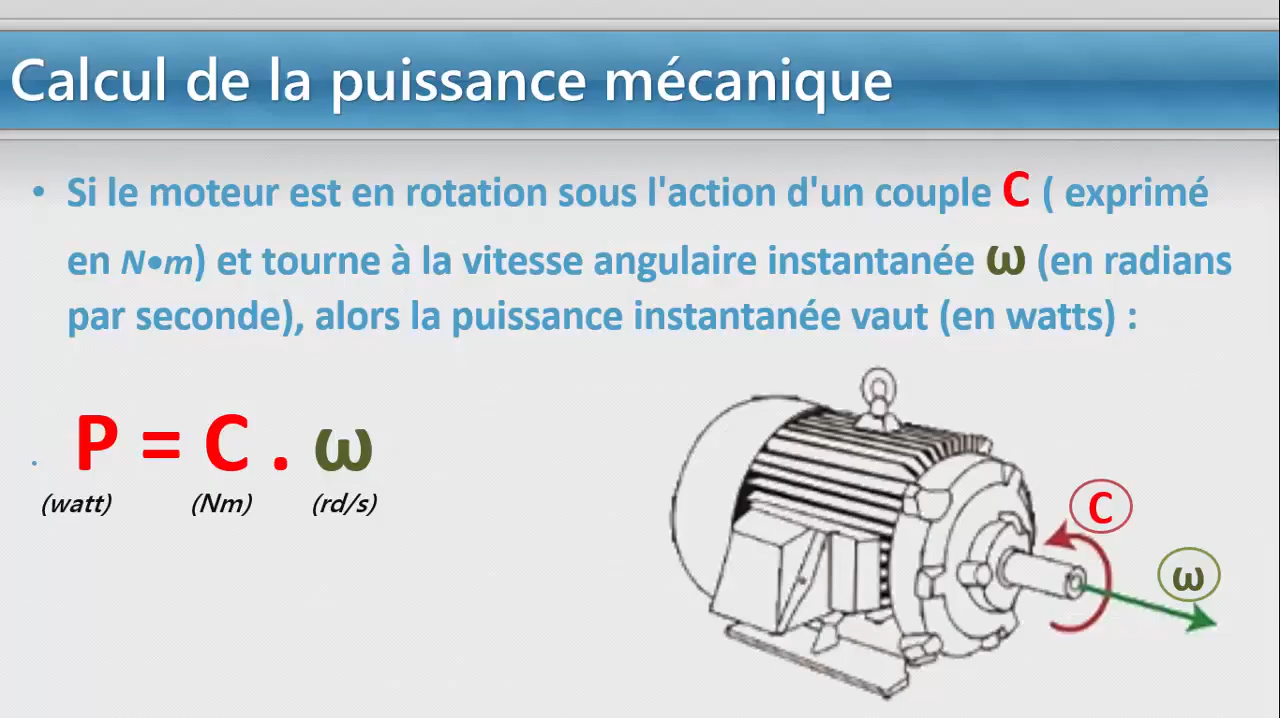 Calcul de la puissance mécanique
• Si le moteur est en rotation sous l'action d'un couple C ( exprimé
en N•m) et tourne à la vitesse angulaire instantanée ω (en radians
par seconde), alors la puissance instantanée vaut (en watts) :
• P = C . ω
(watt) (Nm) (rd/s)
C
ω